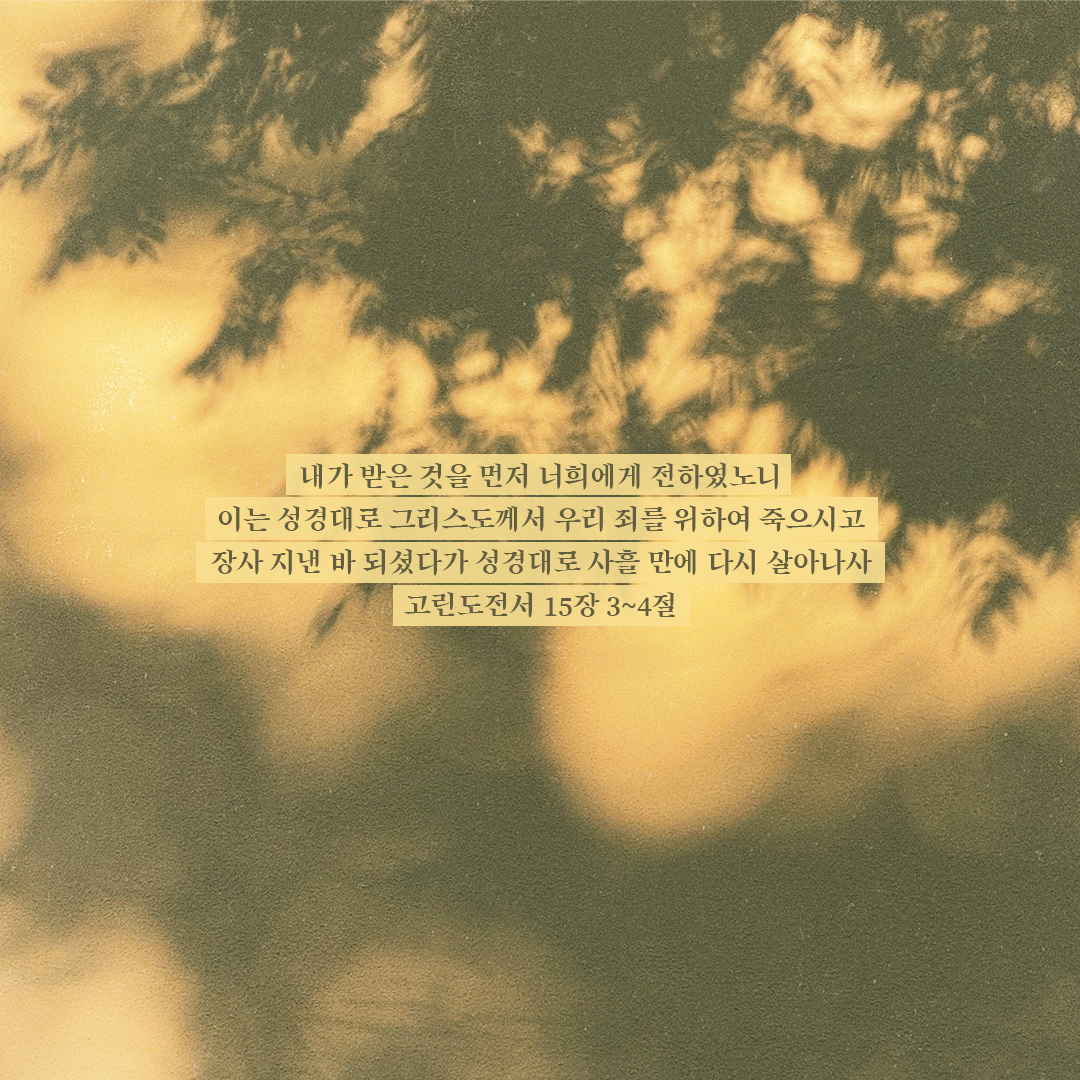 내가 받은 것을 먼저 너희에게 전하였노니
이는 성경대로 그리스도께서 우리 죄를 위하여 죽으시고
장사 지낸 바 되셨다가 성경대로 사흘 만에 다시 살아나사
고린도전서 15장 3~4절